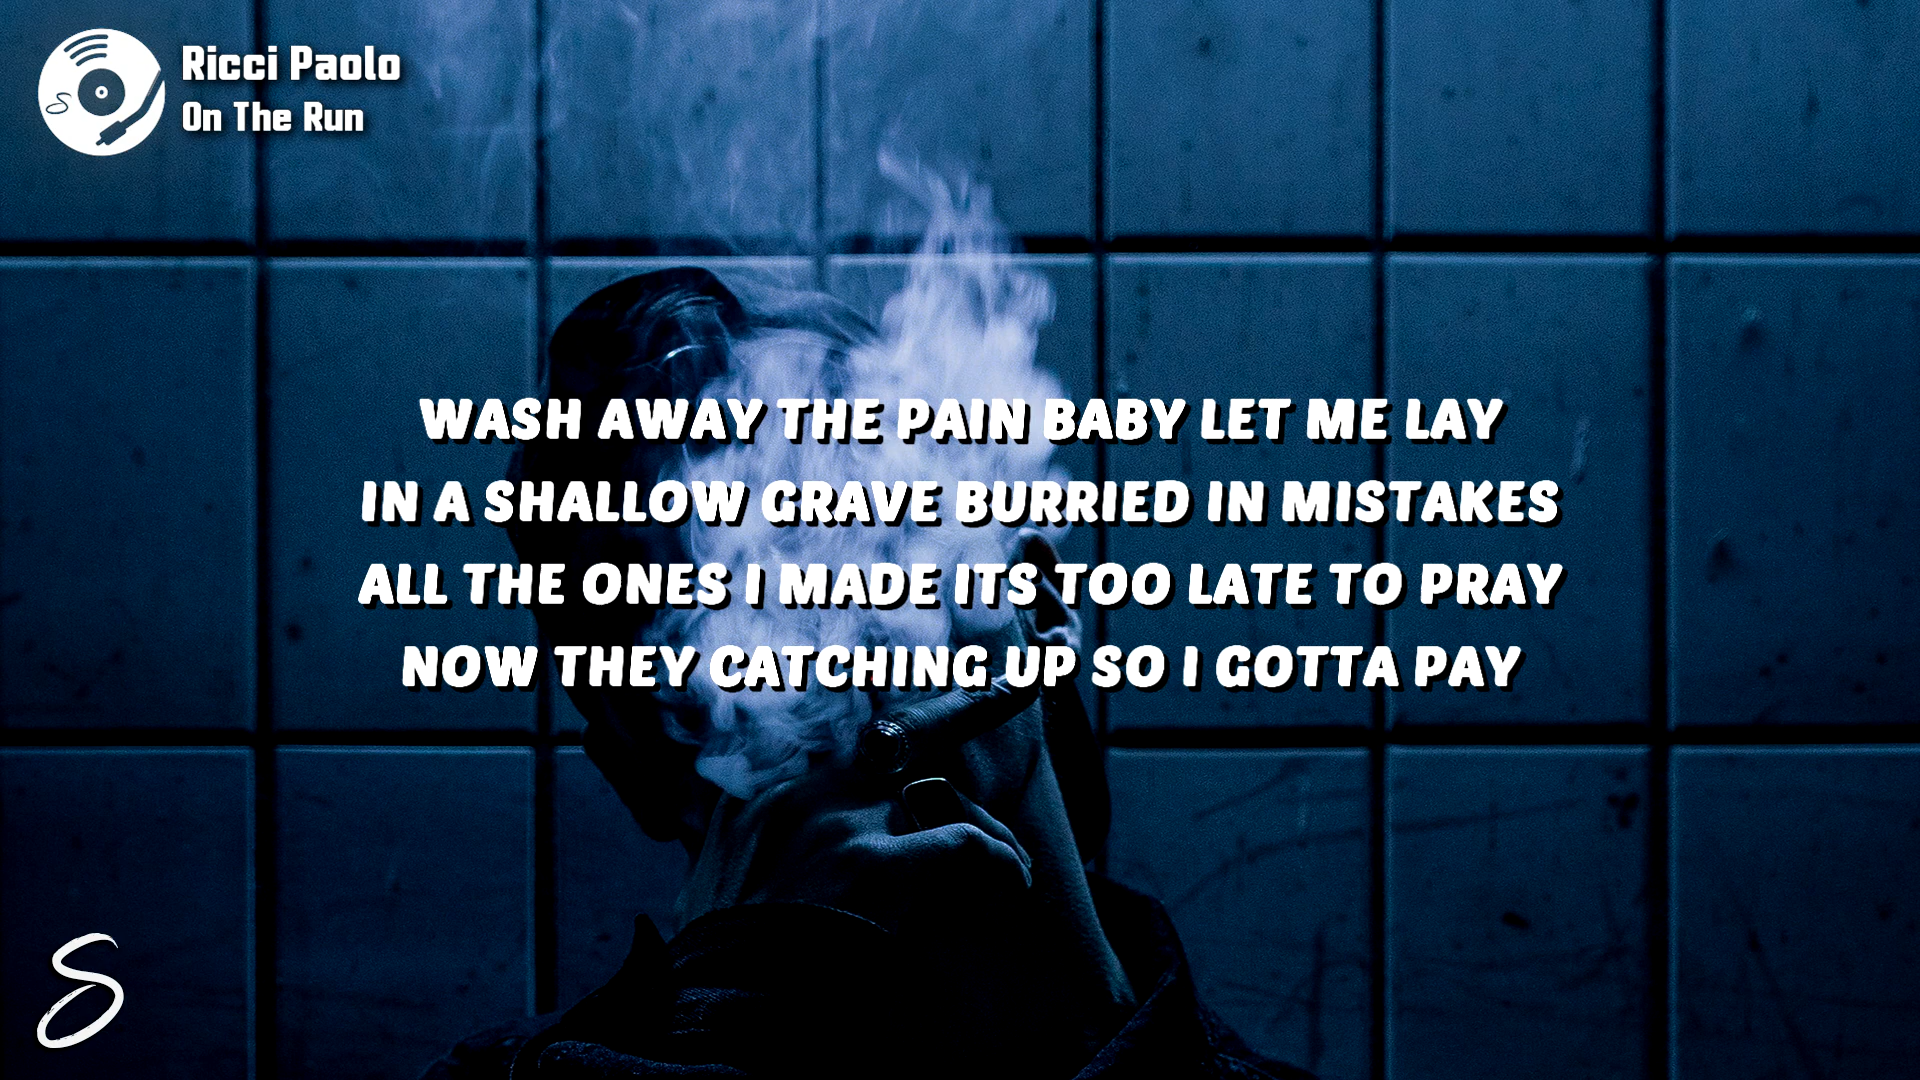 Ricci Paolo
On The Run
WASH AWAY THE PAIN BABY LET ME LAY
IN A SHALLOW GRAVE BURRIED IN MISTAKES
ALL THE ONES I MADE ITS TOO LATE TO PRAY
NOW THEY CATCHING UP SO I GOTTA PAY
S